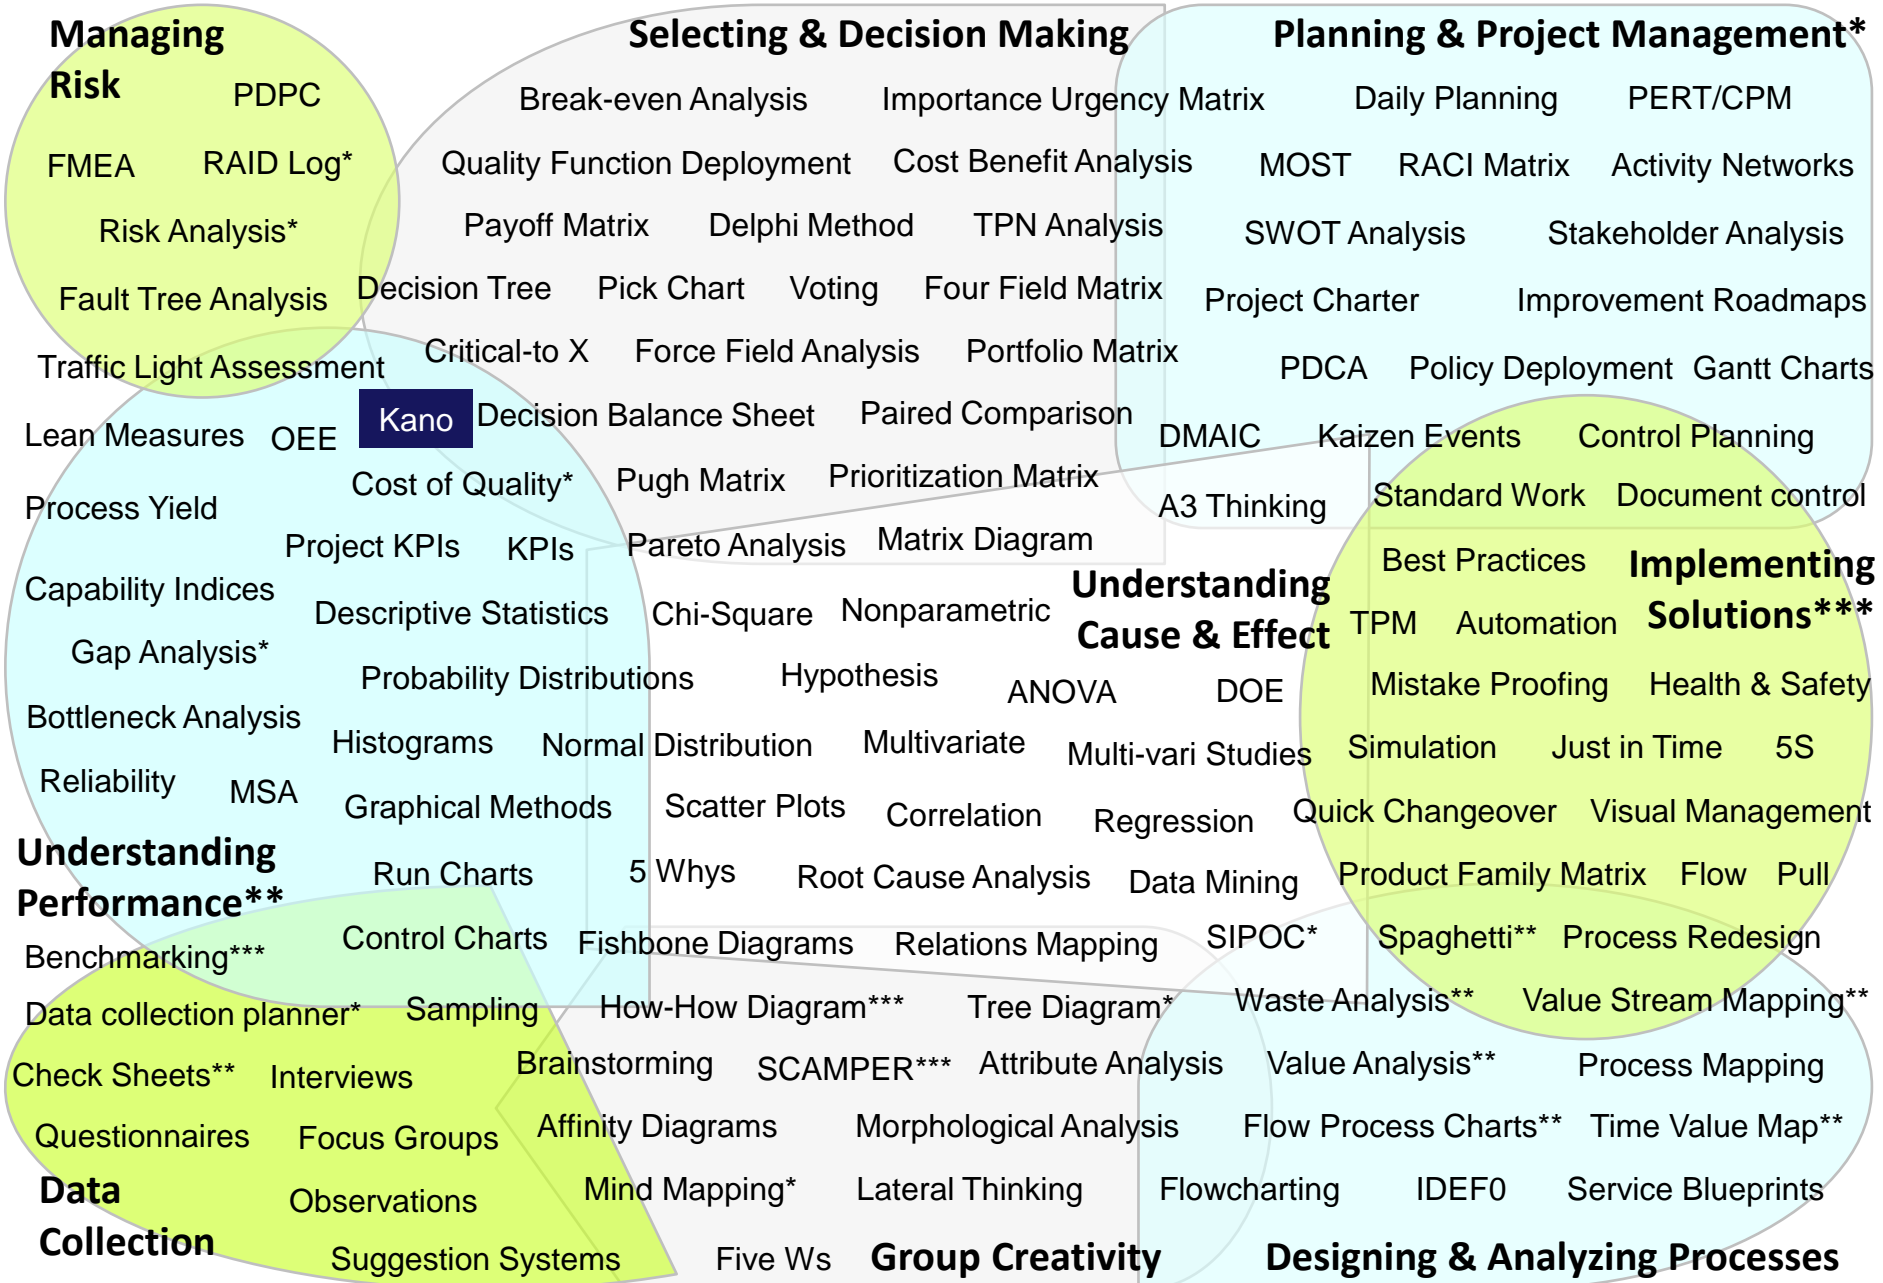 Managing Risk
Selecting & Decision Making
Planning & Project Management*
PDPC
Break-even Analysis
Importance Urgency Matrix
Daily Planning
PERT/CPM
FMEA
RAID Log*
Quality Function Deployment
Cost Benefit Analysis
MOST
RACI Matrix
Activity Networks
Risk Analysis*
Payoff Matrix
Delphi Method
TPN Analysis
SWOT Analysis
Stakeholder Analysis
Fault Tree Analysis
Decision Tree
Pick Chart
Voting
Four Field Matrix
Project Charter
Improvement Roadmaps
Traffic Light Assessment
Critical-to X
Force Field Analysis
Portfolio Matrix
PDCA
Policy Deployment
Gantt Charts
Lean Measures
OEE
Kano
Decision Balance Sheet
Paired Comparison
DMAIC
Kaizen Events
Control Planning
Process Yield
Cost of Quality*
Pugh Matrix
Prioritization Matrix
A3 Thinking
Standard Work
Document control
Project KPIs
KPIs
Pareto Analysis
Matrix Diagram
Best Practices
Implementing
Solutions***
Capability Indices
Descriptive Statistics
Chi-Square
Nonparametric
Understanding
Cause & Effect
TPM
Automation
Gap Analysis*
Probability Distributions
Hypothesis
ANOVA
DOE
Mistake Proofing
Health & Safety
Bottleneck Analysis
Histograms
Normal Distribution
Multivariate
Multi-vari Studies
Simulation
Just in Time
5S
Reliability
MSA
Graphical Methods
Scatter Plots
Correlation
Regression
Quick Changeover
Visual Management
Understanding
Performance**
Run Charts
5 Whys
Root Cause Analysis
Data Mining
Product Family Matrix
Flow
Pull
Benchmarking***
Control Charts
Fishbone Diagrams
Relations Mapping
SIPOC*
Spaghetti**
Process Redesign
Data collection planner*
Sampling
How-How Diagram***
Tree Diagram*
Waste Analysis**
Value Stream Mapping**
Check Sheets**
Interviews
Brainstorming
SCAMPER***
Attribute Analysis
Value Analysis**
Process Mapping
Questionnaires
Focus Groups
Affinity Diagrams
Morphological Analysis
Flow Process Charts**
Time Value Map**
Data
Collection
Observations
Mind Mapping*
Lateral Thinking
Flowcharting
IDEF0
Service Blueprints
Suggestion Systems
Five Ws
Group Creativity
Designing & Analyzing Processes